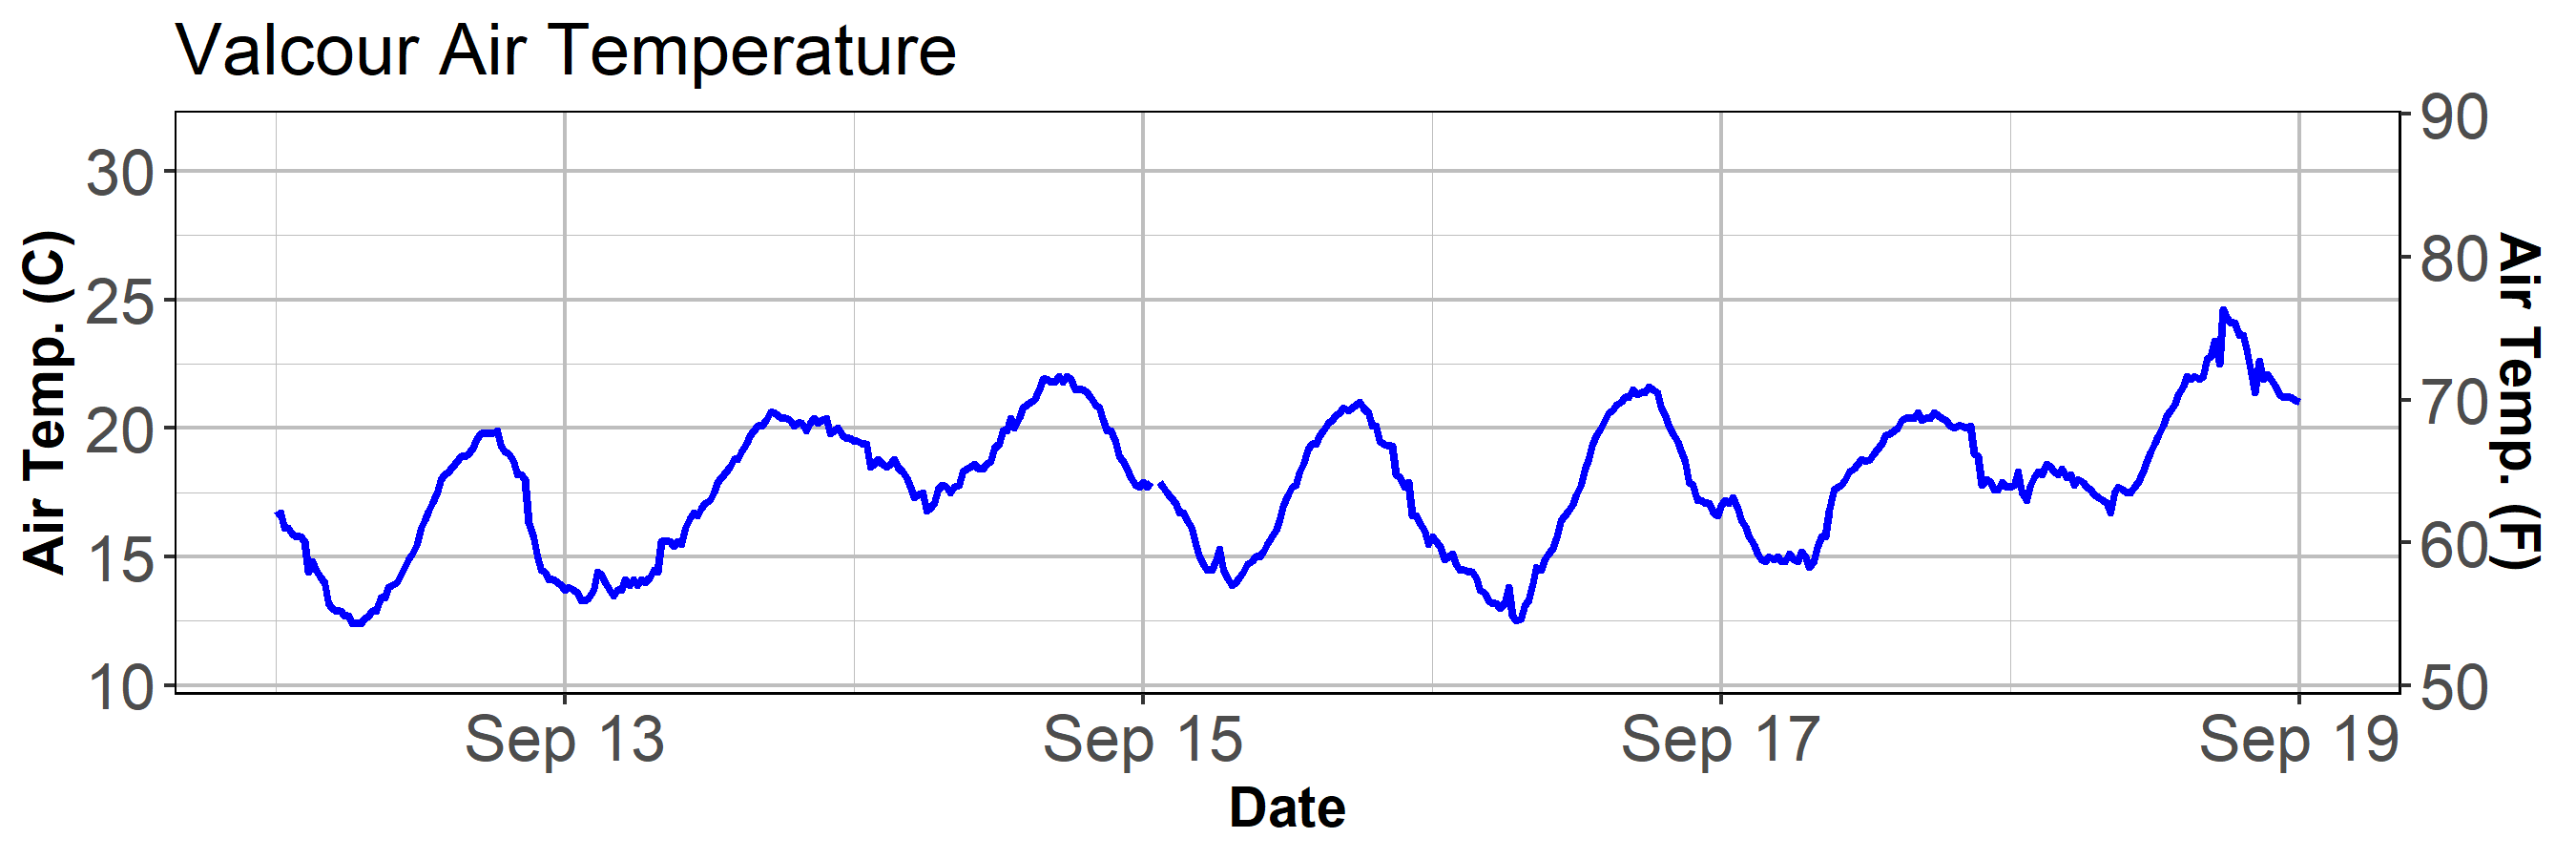 Valcour Air Temperature
Air Temp. (C)
30
25
20
15
10
90
80
70
60
50
Air Temp. (F)
Sep 13
Sep 15
Sep 17
Sep 19
Date